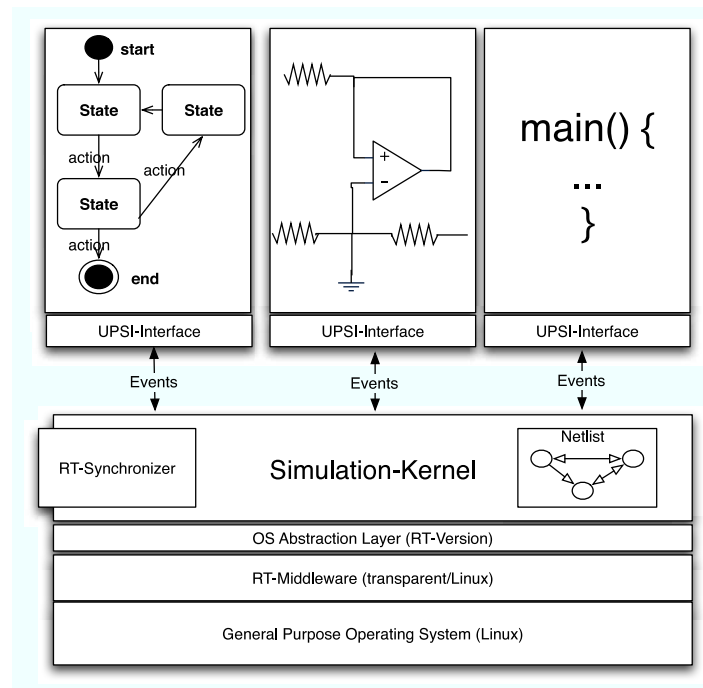 start
State
State
action
action
State
action
end
UPSI-Interface
+
-
UPSI-Interface
main() {
...
}
UPSI-Interface
Events
Events
Events
RT-Synchronizer
Simulation-Kernel
Netlist
OS Abstraction Layer (RT-Version)
RT-Middleware (transparent/Linux)
General Purpose Operating System (Linux)